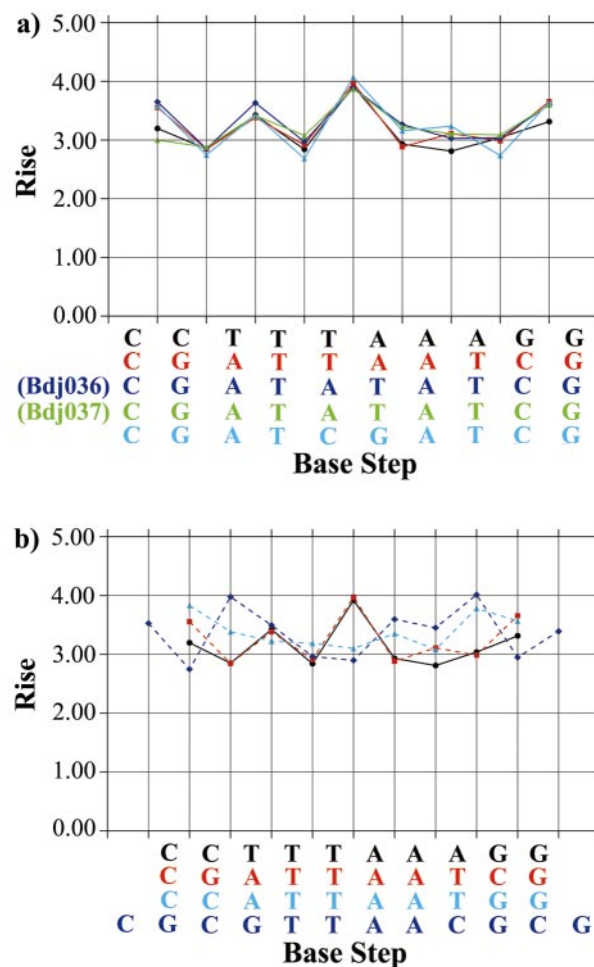 a)
5.00
4.00
3.00
2.00
1.00
0.00
Rise
C C T T T A A A G G
C G A T T A A T C G
(Bdj036) C G A T A T A T C G
(Bdj037) C G A T A T A T C G
C G A T C G A T C G
Base Step
b)
5.00
4.00
3.00
2.00
1.00
0.00
Rise
C C T T T A A A G G
C G A T T A A T C G
C C A T T A A T G G
C G C G T T A A C G C G
Base Step